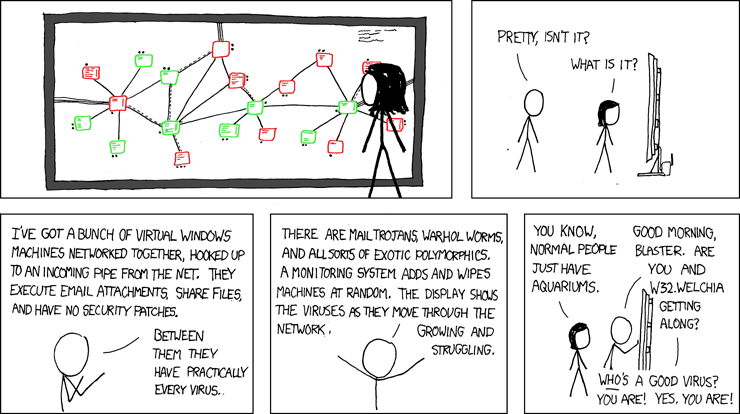 PRETTY, ISN'T IT?
WHAT IS IT?
I'VE GOT A BUNCH OF VIRTUAL WINDOWS
MACHINES NETWORKED TOGETHER, HOOKED UP
TO AN INCOMING PIPE FROM THE NET. THEY
EXECUTE EMAIL ATTACHMENTS, SHARE FILES,
AND HAVE NO SECURITY PATCHES.
BETWEEN
THEM THEY
HAVE PRACTICALLY
EVERY VIRUS.
THERE ARE MAIL TROJANS, WARHOL WORMS,
AND ALL SORTS OF EXOTIC POLYMORPHICS.
A MONITORING SYSTEM ADDS AND WIPES
MACHINES AT RANDOM. THE DISPLAY SHOWS
THE VIRUSES AS THEY MOVE THROUGH THE
NETWORK,
GROWING AND
STRUGGLING.
YOU KNOW,
NORMAL PEOPLE
JUST HAVE
AQUARIUMS.
GOOD MORNING,
BLASTER. ARE
YOU AND
W32.WELCHIA
GETTING
ALONG?
WHO'S A GOOD VIRUS?
YOU ARE! YES, YOU ARE!